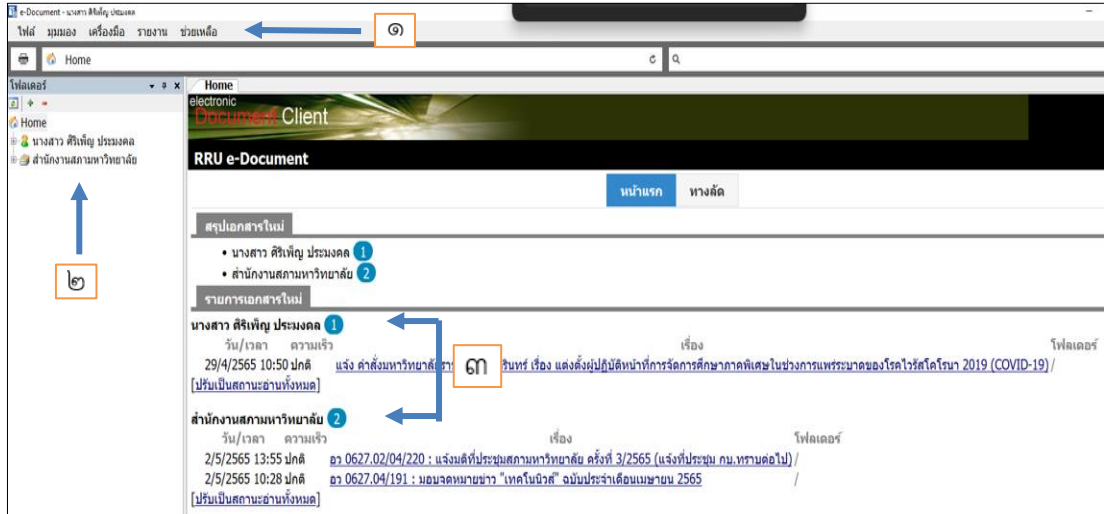 e-Document - นางสาว ศิริเพ็ญ ประมงคล
ไฟล์ มุมมอง เครื่องมือ รายงาน ช่วยเหลือ
๑
Home
โฟลเดอร์
Home
Home
นางสาว ศิริเพ็ญ ประมงคล
สำนักงานสภามหาวิทยาลัย
๒
electronic
Document Client
RRU e-Document
หน้าแรก ทางลัด
สรุปเอกสารใหม่
• นางสาว ศิริเพ็ญ ประมงคล 1
• สำนักงานสภามหาวิทยาลัย 2
รายการเอกสารใหม่
นางสาว ศิริเพ็ญ ประมงคล 1
วัน/เวลา ความเร็ว เรื่อง โฟลเดอร์
29/4/2565 10:50 ปกติ แจ้ง คำสั่งมหาวิทยาลัยรา รินทร์ เรื่อง แต่งตั้งผู้ปฏิบัติหน้าที่การจัดการศึกษาภาคพิเศษในช่วงการแพร่ระบาดของโรคไวรัสโคโรนา 2019 (COVID-19) /
๓
[ปรับเป็นสถานะอ่านทั้งหมด]
สำนักงานสภามหาวิทยาลัย 2
วัน/เวลา ความเร็ว เรื่อง โฟลเดอร์
2/5/2565 13:55 ปกติ อว 0627.02/04/220 : แจ้งมติที่ประชุมสภามหาวิทยาลัย ครั้งที่ 3/2565 (แจ้งที่ประชุม กบ.ทราบต่อไป) /
2/5/2565 10:28 ปกติ อว 0627.04/191 : มอบจดหมายข่าว "เทคโนนิวส์" ฉบับประจำเดือนเมษายน 2565 /
[ปรับเป็นสถานะอ่านทั้งหมด]